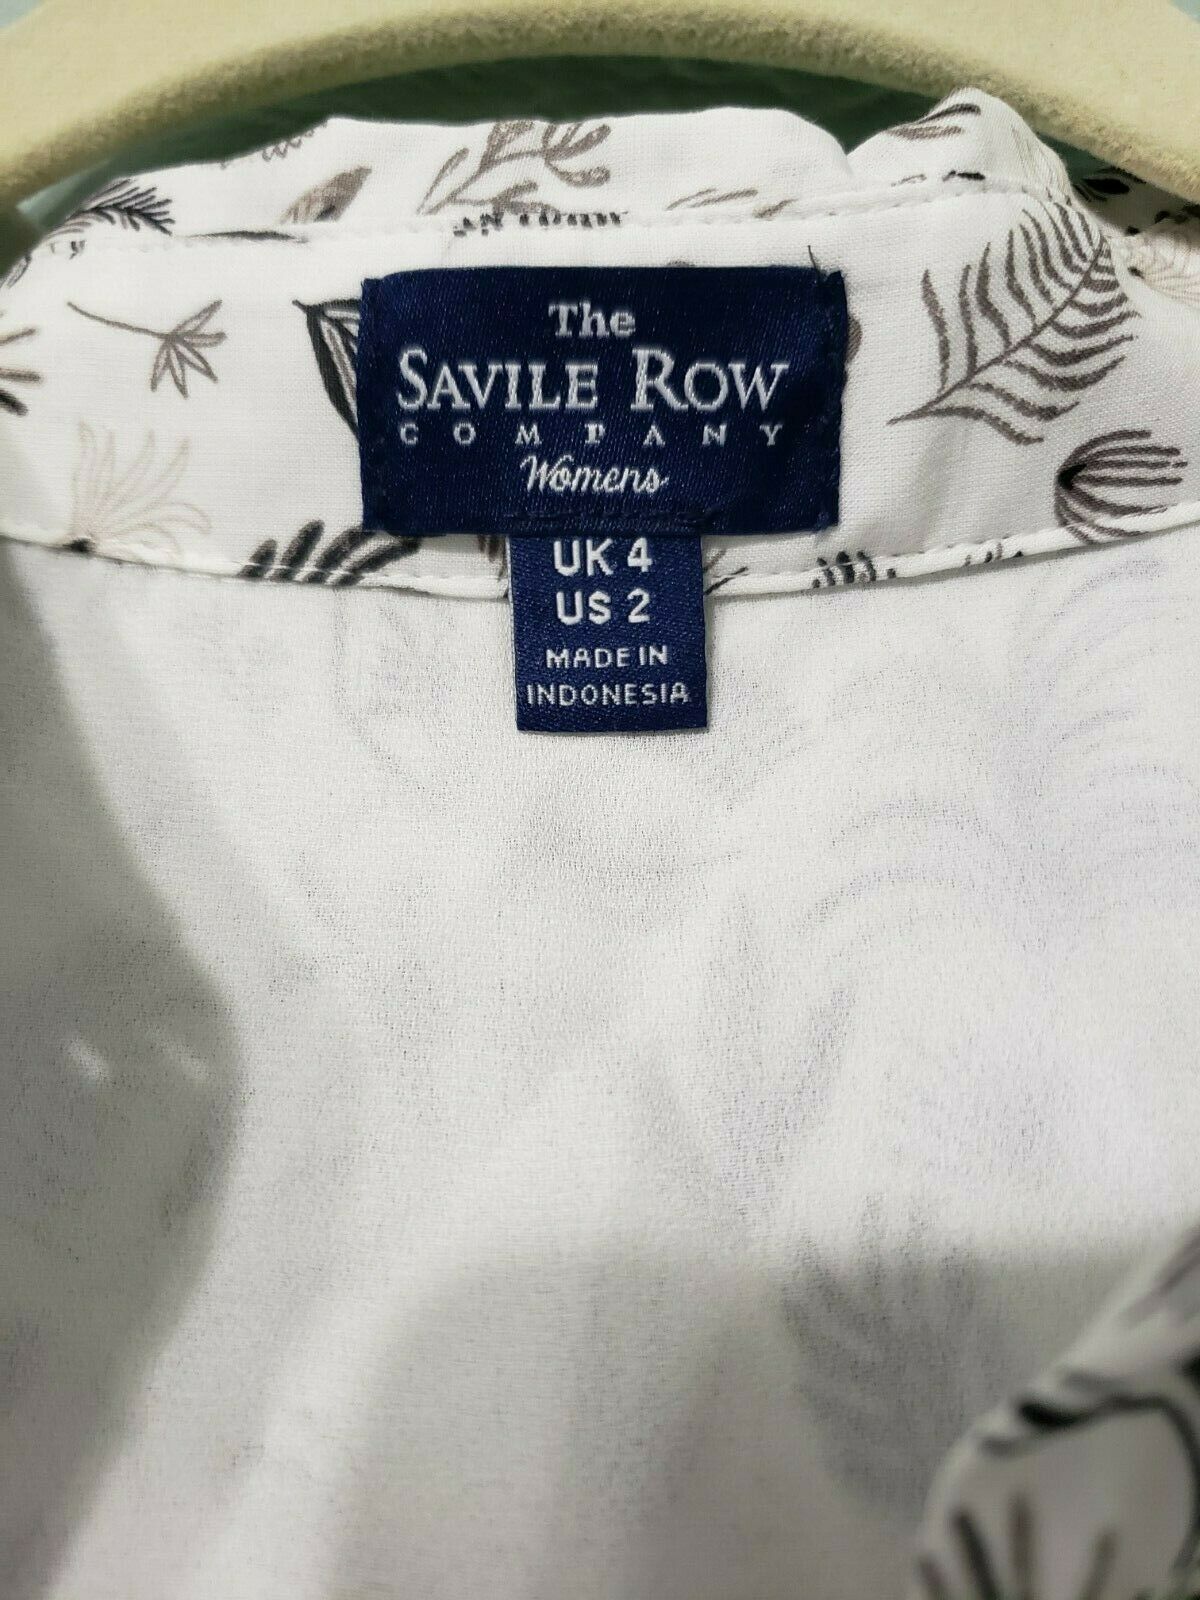 The
SAVILE ROW
COMPANY
Womens
UK 4
US 2
MADE IN
INDONESIA